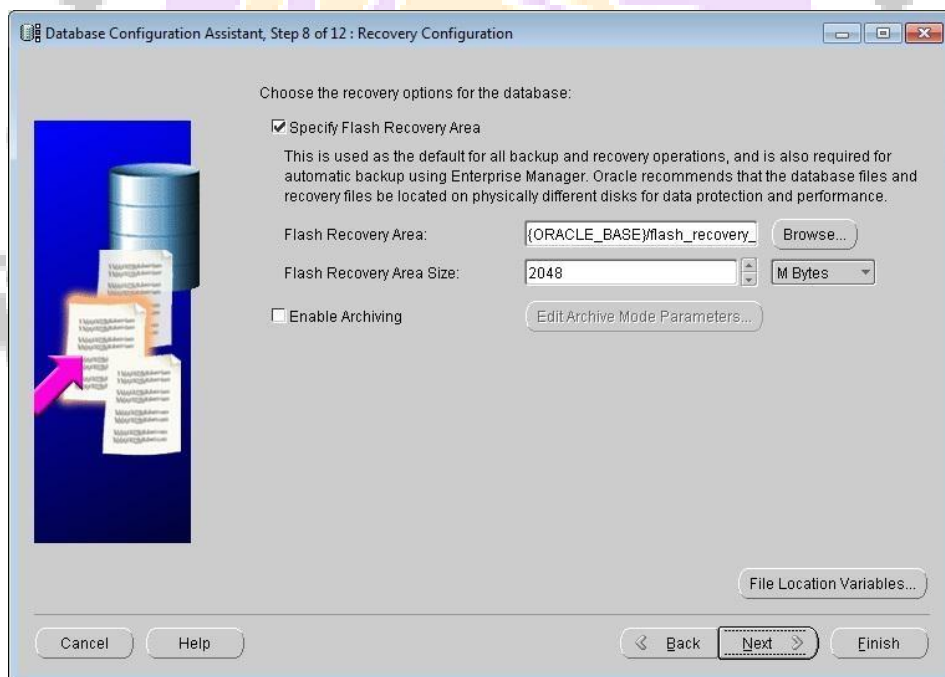 Database Configuration Assistant, Step 8 of 12 : Recovery Configuration
Choose the recovery options for the database:
Specify Flash Recovery Area
This is used as the default for all backup and recovery operations, and is also required for
automatic backup using Enterprise Manager. Oracle recommends that the database files and
recovery files be located on physically different disks for data protection and performance.
Flash Recovery Area: {ORACLE_BASE}/flash_recovery_ Browse...
Flash Recovery Area Size: 2048 M Bytes
Enable Archiving Edit Archive Mode Parameters...
File Location Variables...
Cancel Help Back Next Finish